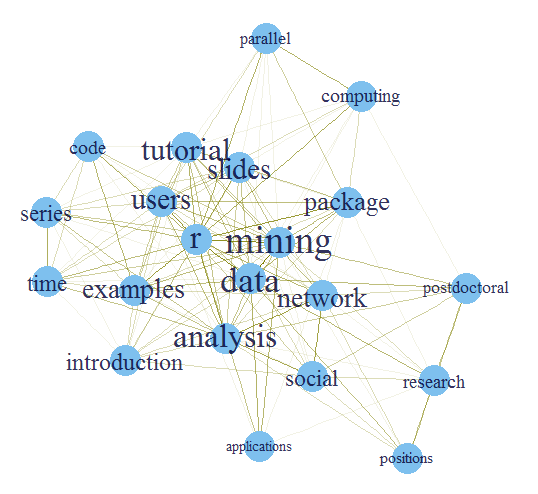 parallel
computing
code
tutorial
slides
users
package
series
r
mining
time
examples
data
network
postdoctoral
analysis
introduction
social
research
applications
positions